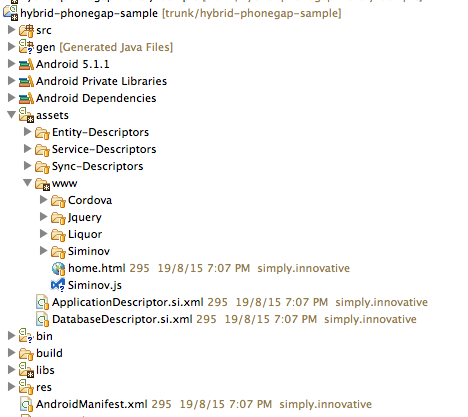 hybrid-phonegap-sample [trunk/hybrid-phonegap-sample]
src
gen [Generated Java Files]
Android 5.1.1
Android Private Libraries
Android Dependencies
assets
Entity-Descriptors
Service-Descriptors
Sync-Descriptors
www
Cordova
Jquery
Liquor
Siminov
home.html 295 19/8/15 7:07 PM simply.innovative
Siminov.js
ApplicationDescriptor.si.xml 295 19/8/15 7:07 PM simply.innovative
DatabaseDescriptor.si.xml 295 19/8/15 7:07 PM simply.innovative
bin
build
libs
res
AndroidManifest.xml 295 19/8/15 7:07 PM simply.innovative